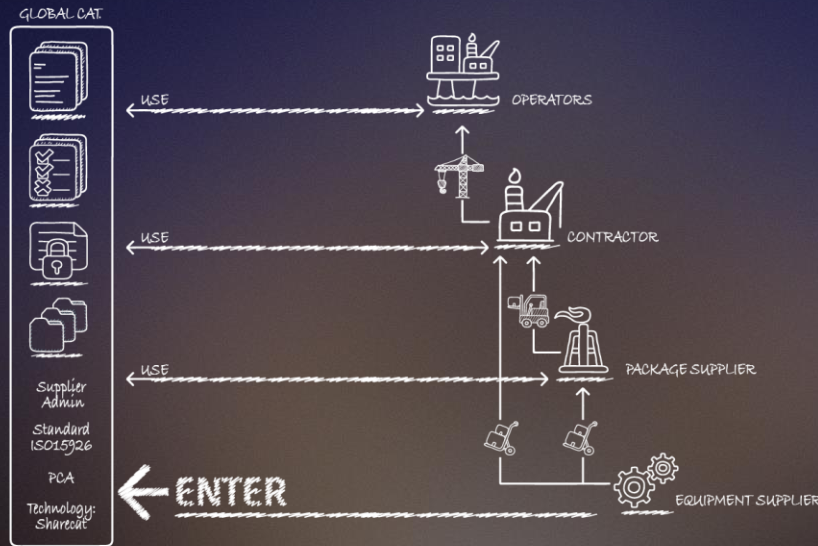 GLOBAL CAT.
USE
OPERATORS
USE
CONTRACTOR
USE
PACKAGE SUPPLIER
Supplier
Admin
Standard
ISO15926
PCA
Technology:
Sharecat
ENTER
EQUIPMENT SUPPLIER